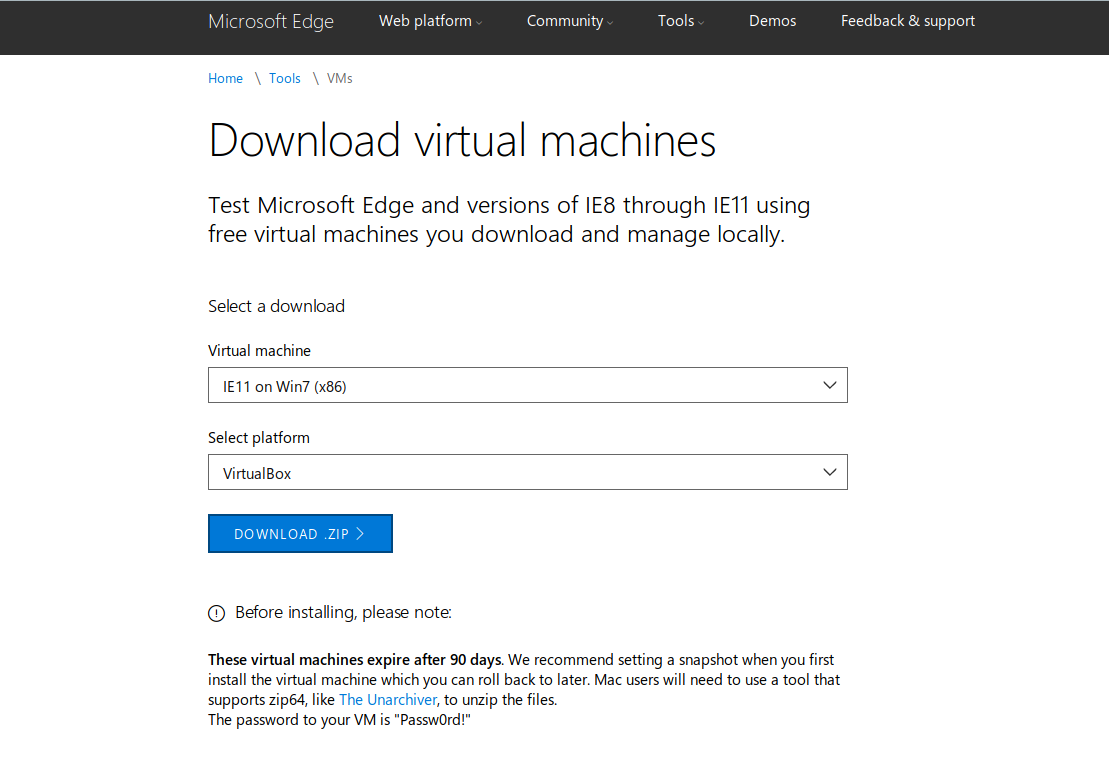 Microsoft Edge Web platform Community Tools Demos Feedback & support
Home \ Tools \ VMs
Download virtual machines
Test Microsoft Edge and versions of IE8 through IE11 using
free virtual machines you download and manage locally.
Select a download
Virtual machine
IE11 on Win7 (x86)
Select platform
VirtualBox
DOWNLOAD .ZIP
Before installing, please note:
These virtual machines expire after 90 days. We recommend setting a snapshot when you first
install the virtual machine which you can roll back to later. Mac users will need to use a tool that
supports zip64, like The Unarchiver, to unzip the files.
The password to your VM is "Passw0rd!"